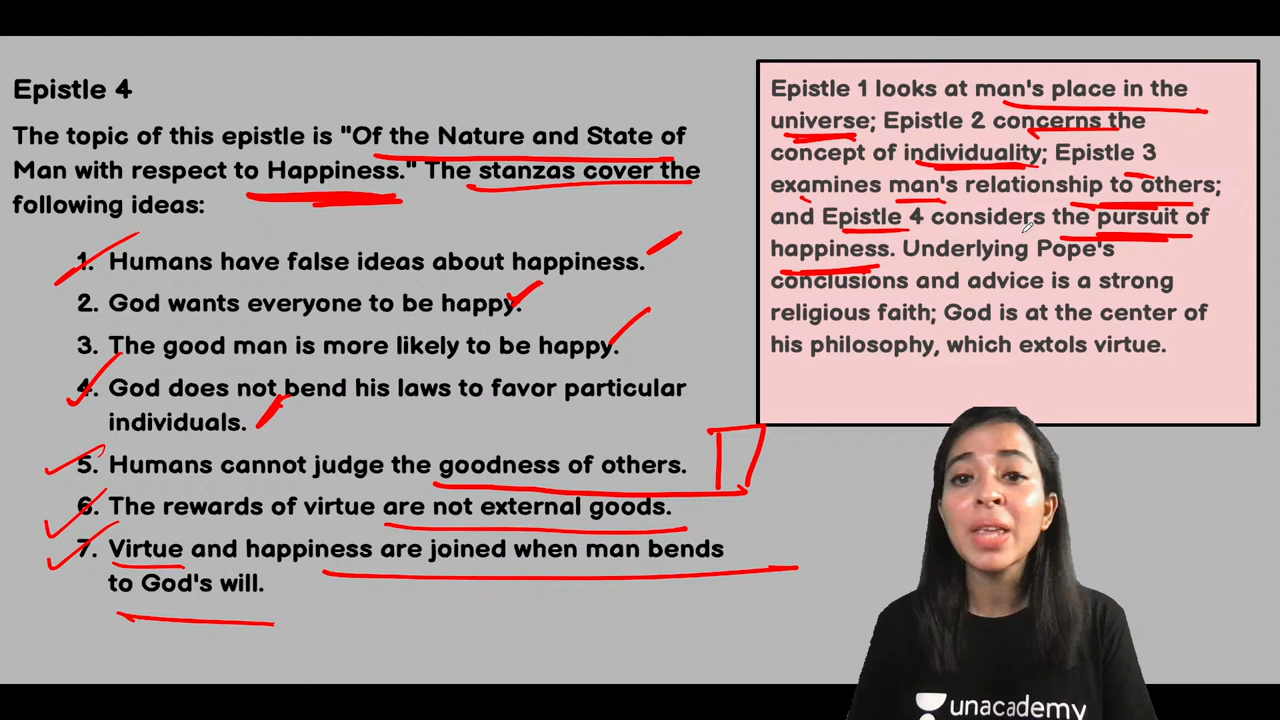 Epistle 4
The topic of this epistle is "Of the Nature and State of
Man with respect to Happiness." The stanzas cover the
following ideas:
1. Humans have false ideas about happiness.
2. God wants everyone to be happy.
3. The good man is more likely to be happy.
4. God does not bend his laws to favor particular
individuals.
5. Humans cannot judge the goodness of others.
6. The rewards of virtue are not external goods.
7. Virtue and happiness are joined when man bends
to God's will.
Epistle 1 looks at man's place in the
universe; Epistle 2 concerns the
concept of individuality; Epistle 3
examines man's relationship to others;
and Epistle 4 considers the pursuit of
happiness. Underlying Pope's
conclusions and advice is a strong
religious faith; God is at the center of
his philosophy, which extols virtue.
unacademy